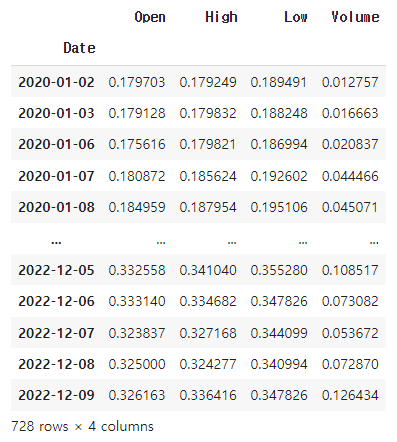 Open High Low Volume
Date
2020-01-02 0.179703 0.179249 0.189491 0.012757
2020-01-03 0.179128 0.179832 0.188248 0.016663
2020-01-06 0.175616 0.179821 0.186994 0.020837
2020-01-07 0.180872 0.185624 0.192602 0.044466
2020-01-08 0.184959 0.187954 0.195106 0.045071
... ... ... ... ...
2022-12-05 0.332558 0.341040 0.355280 0.108517
2022-12-06 0.333140 0.334682 0.347826 0.073082
2022-12-07 0.323837 0.327168 0.344099 0.053672
2022-12-08 0.325000 0.324277 0.340994 0.072870
2022-12-09 0.326163 0.336416 0.347826 0.126434
728 rows × 4 columns